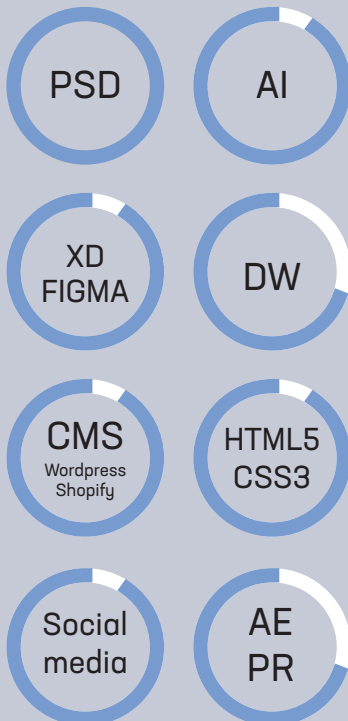 PSD
AI
XD
FIGMA
DW
CMS
Wordpress
Shopify
HTML5
CSS3
Social
media
AE
PR